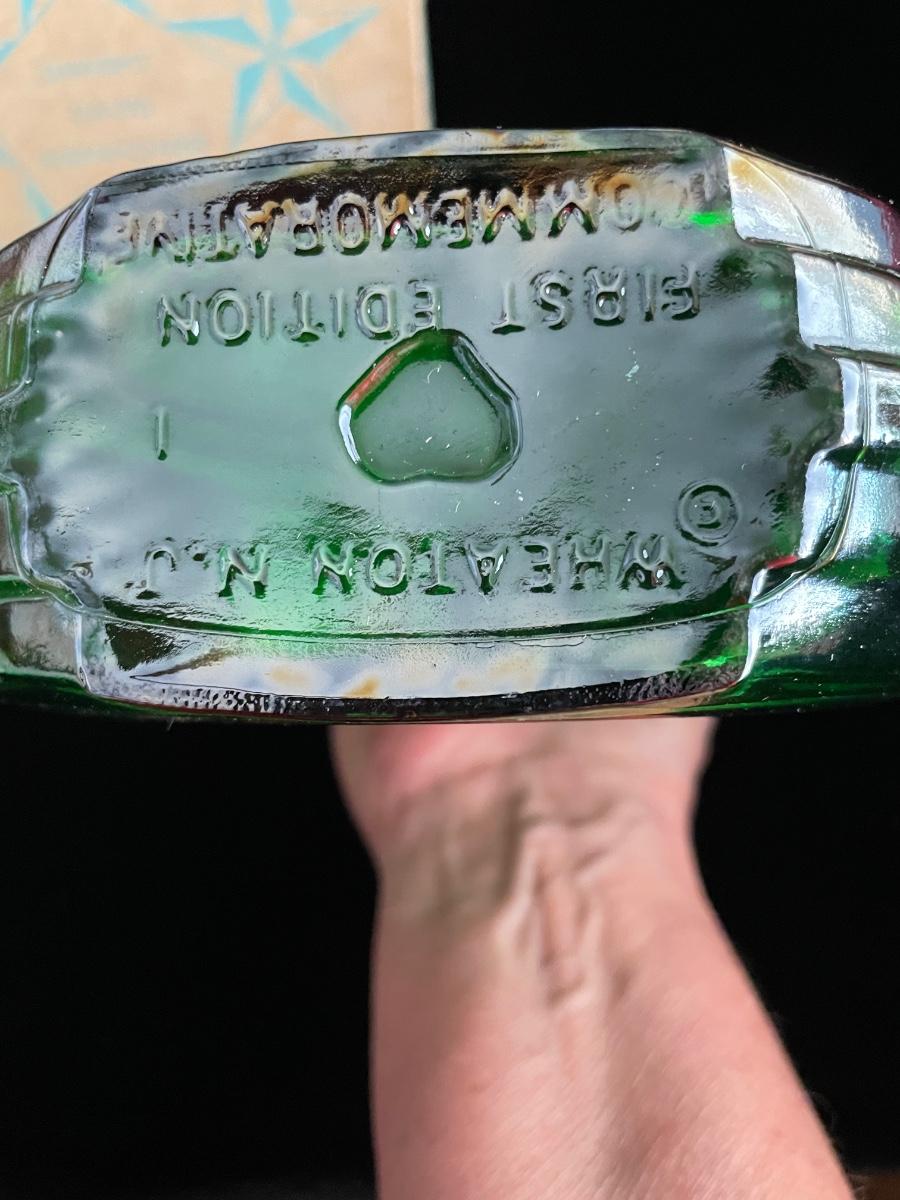 WHEATON N.J
1
FIRST EDITION
COMMEMORATIVE